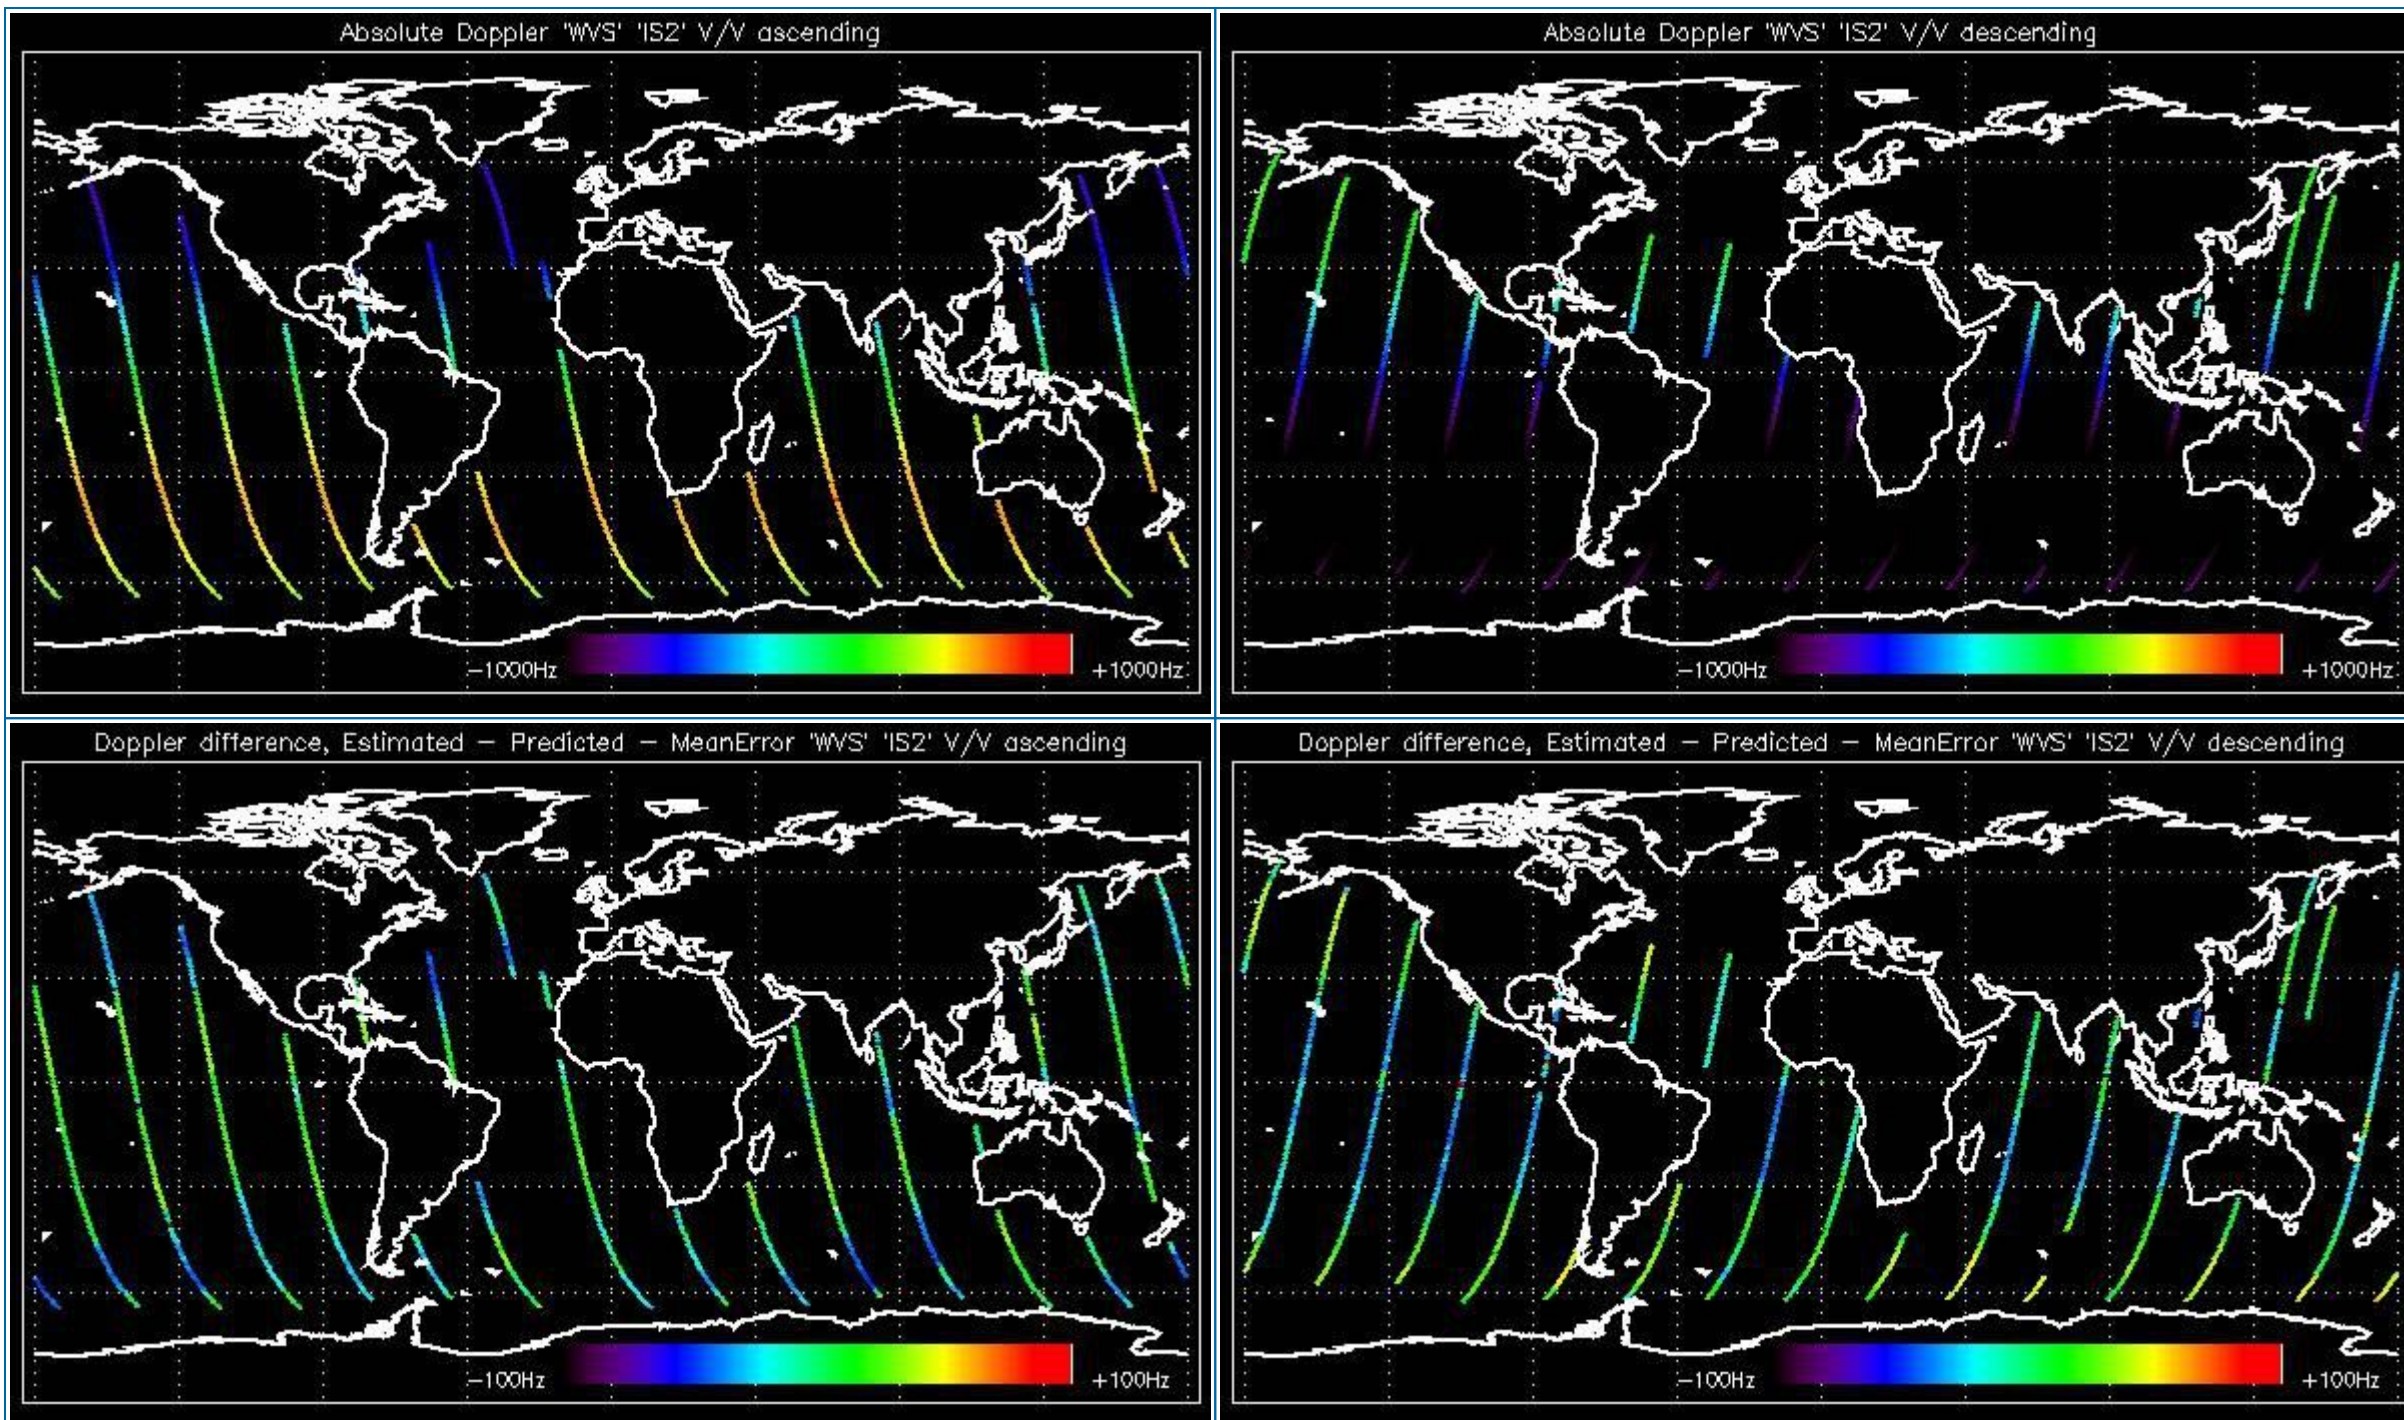 Absolute Doppler 'WVS' 'IS2' V/V ascending
-1000Hz
+1000Hz
Absolute Doppler 'WVS' 'IS2' V/V descending
-1000Hz
+1000Hz
Doppler difference, Estimated - Predicted - MeanError 'WVS' 'IS2' V/V ascending
-100Hz
+100Hz
Doppler difference, Estimated - Predicted - MeanError 'WVS' 'IS2' V/V descending
-100Hz
+100Hz